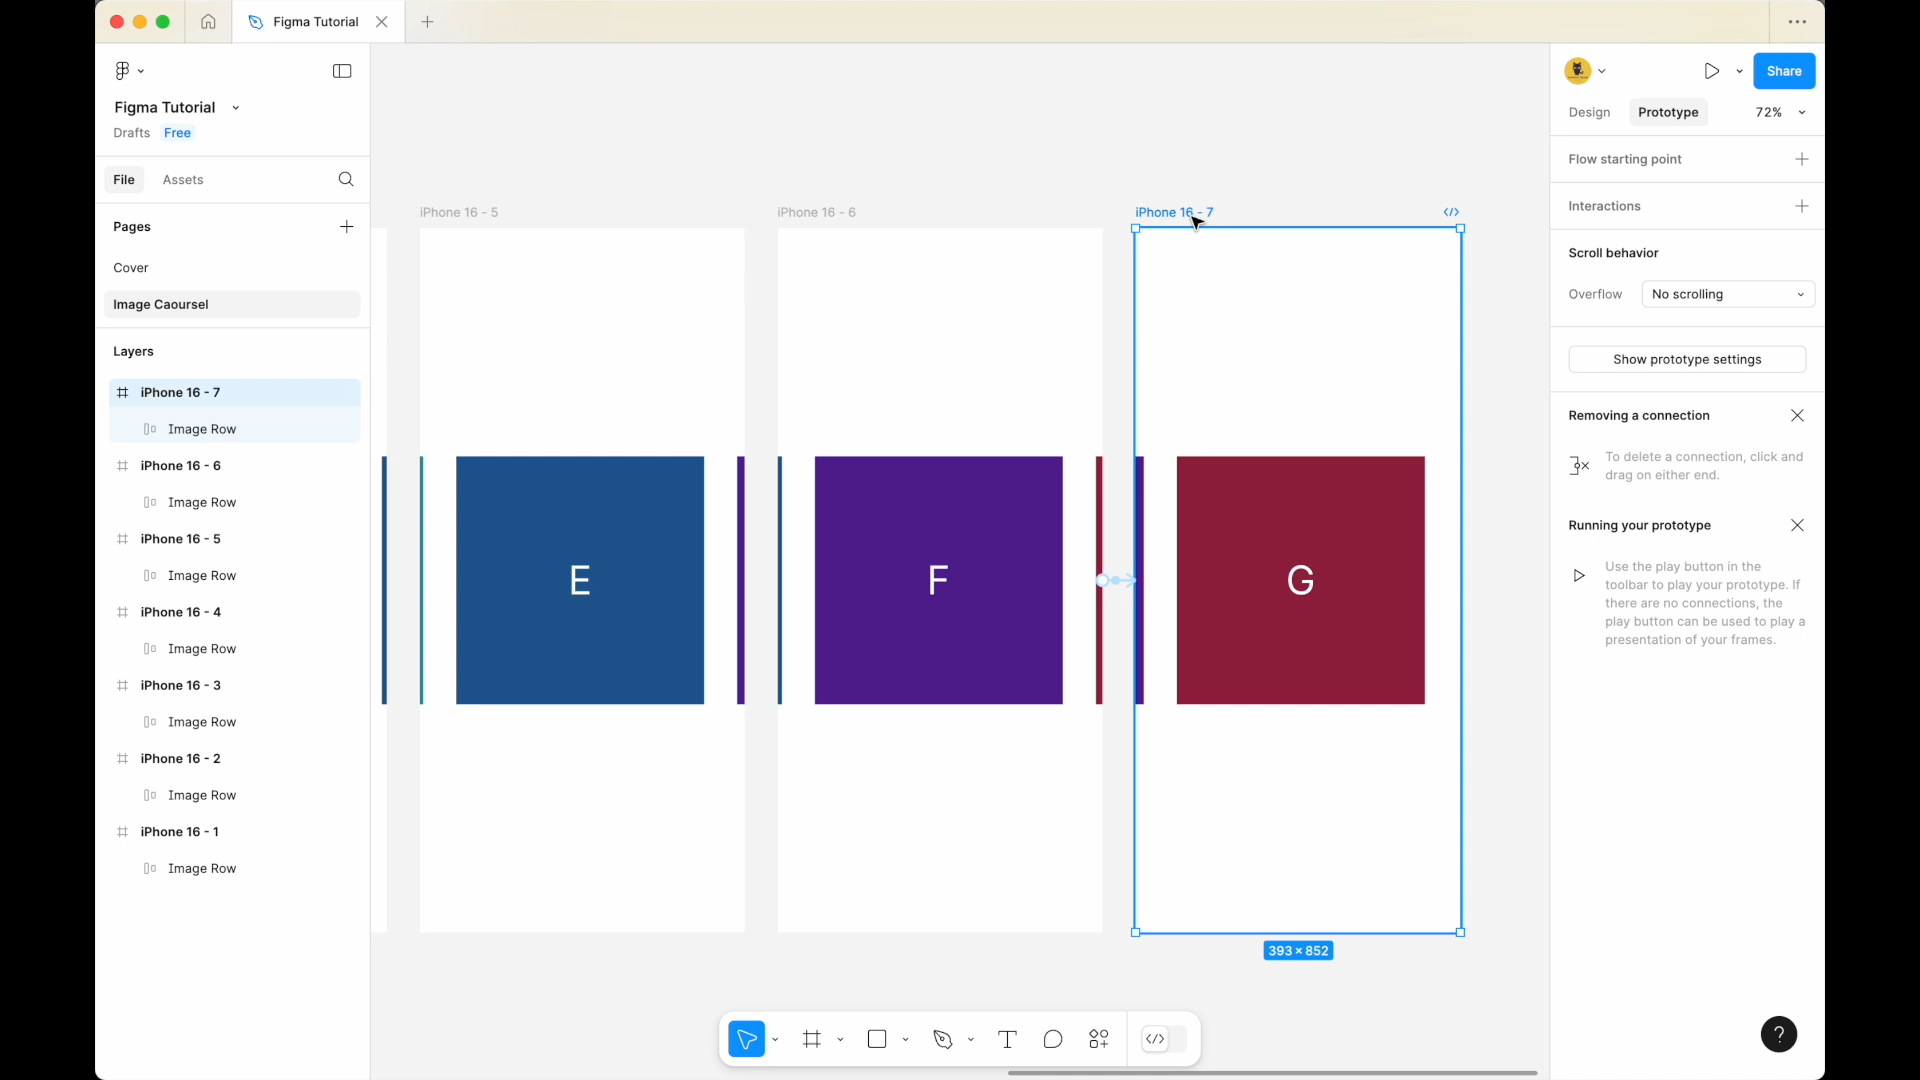 Figma Tutorial
Figma Tutorial
Drafts Free
File Assets
Pages
Cover
Image Caoursel
Layers
iPhone 16 - 7
Image Row
iPhone 16 - 6
Image Row
iPhone 16 - 5
Image Row
iPhone 16 - 4
Image Row
iPhone 16 - 3
Image Row
iPhone 16 - 2
Image Row
iPhone 16 - 1
Image Row
iPhone 16 - 5
iPhone 16 - 6
iPhone 16 - 7
E
F
G
393 × 852
Share
Design Prototype 72%
Flow starting point
Interactions
Scroll behavior
Overflow No scrolling
Show prototype settings
Removing a connection
To delete a connection, click and
drag on either end.
Running your prototype
Use the play button in the
toolbar to play your prototype. If
there are no connections, the
play button can be used to play a
presentation of your frames.
?